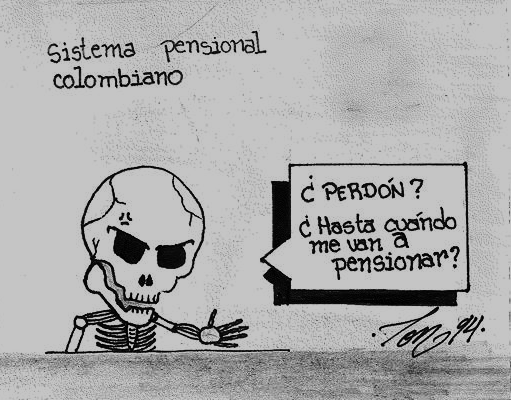 Sistema pensional
colombiano
¿PERDÓN?
¿Hasta cuándo
me van a
pensionar?